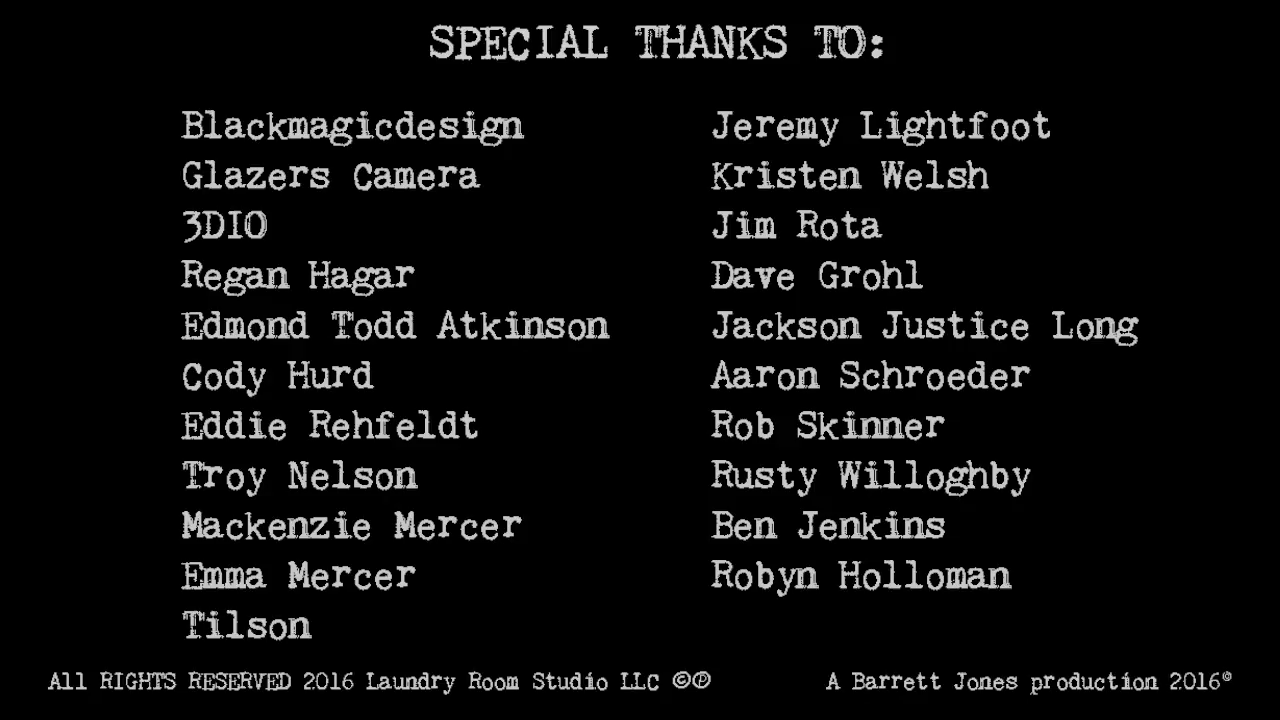 SPECIAL THANKS TO:
Blackmagicdesign
Glazers Camera
3DIO
Regan Hagar
Edmond Todd Atkinson
Cody Hurd
Eddie Rehfeldt
Troy Nelson
Mackenzie Mercer
Emma Mercer
Tilson
Jeremy Lightfoot
Kristen Welsh
Jim Rota
Dave Grohl
Jackson Justice Long
Aaron Schroeder
Rob Skinner
Rusty Willoghby
Ben Jenkins
Robyn Holloman
All RIGHTS RESERVED 2016 Laundry Room Studio LLC ©℗
A Barrett Jones production 2016©